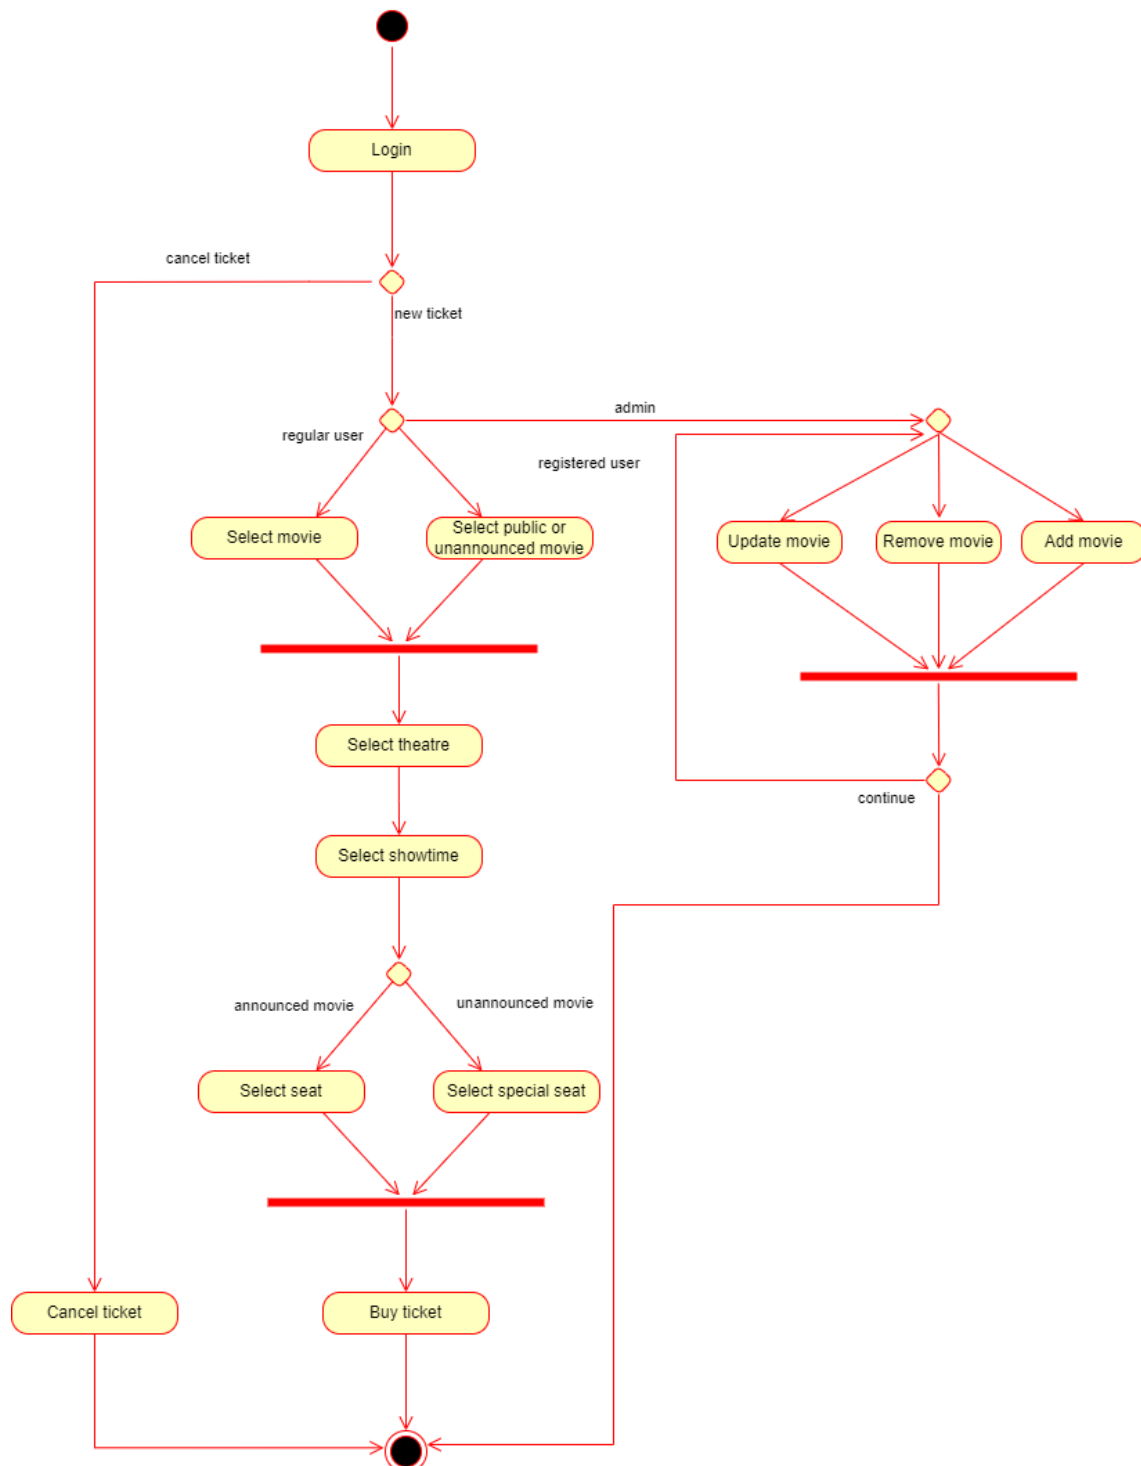 Login
cancel ticket
new ticket
admin
regular user
registered user
Select movie
Select public or
unannounced movie
Update movie
Remove movie
Add movie
Select theatre
continue
Select showtime
announced movie
unannounced movie
Select seat
Select special seat
Cancel ticket
Buy ticket